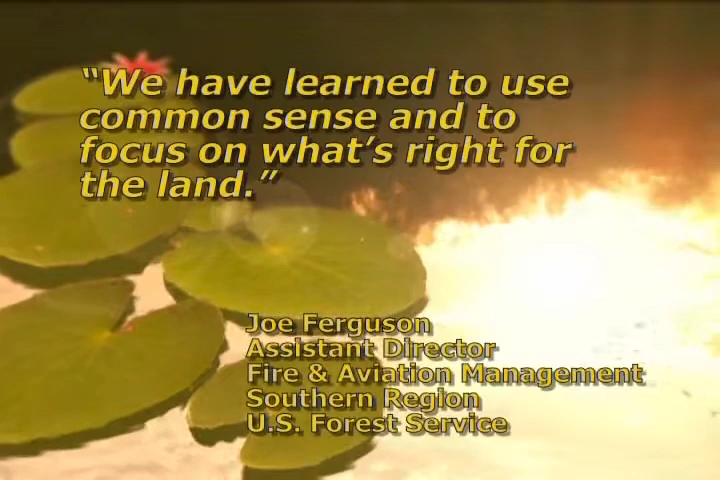 “We have learned to use
common sense and to
focus on what’s right for
the land.”
Joe Ferguson
Assistant Director
Fire & Aviation Management
Southern Region
U.S. Forest Service